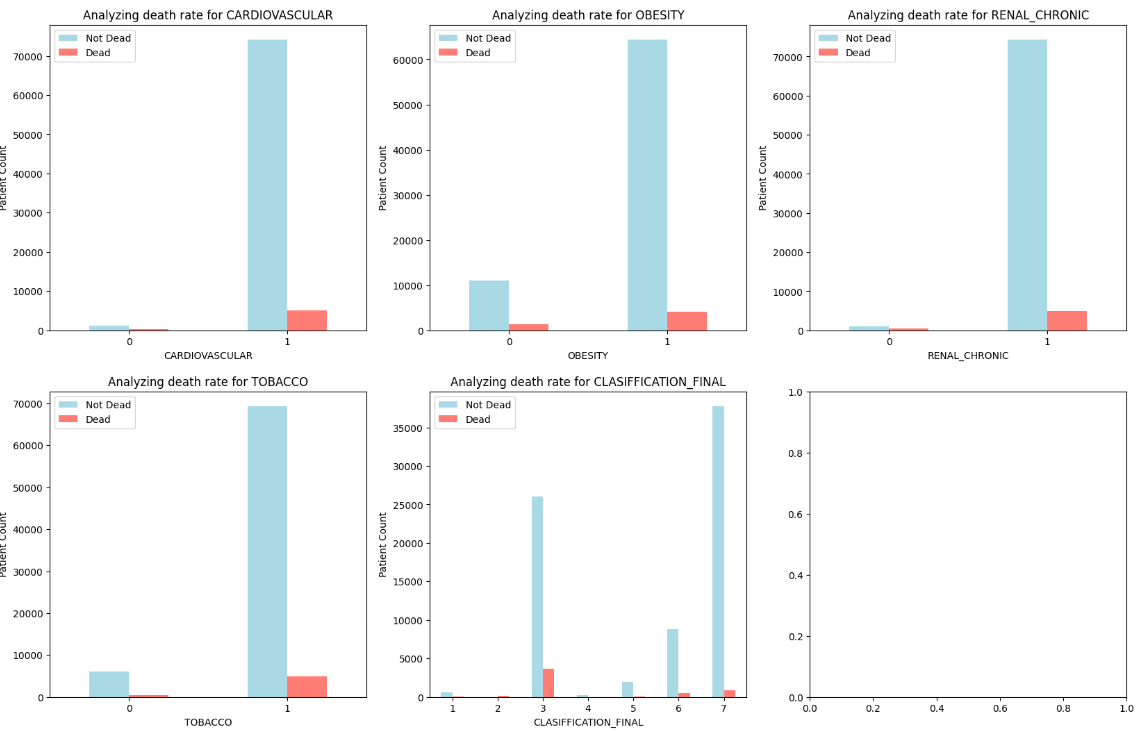 Analyzing death rate for CARDIOVASCULAR
Not Dead
Dead
70000
60000
50000
40000
30000
20000
10000
0
Patient Count
0 1
CARDIOVASCULAR
Analyzing death rate for OBESITY
Not Dead
Dead
60000
50000
40000
30000
20000
10000
0
Patient Count
0 1
OBESITY
Analyzing death rate for RENAL_CHRONIC
Not Dead
Dead
70000
60000
50000
40000
30000
20000
10000
0
Patient Count
0 1
RENAL_CHRONIC
Analyzing death rate for TOBACCO
Not Dead
Dead
70000
60000
50000
40000
30000
20000
10000
0
Patient Count
0 1
TOBACCO
Analyzing death rate for CLASIFFICATION_FINAL
Not Dead
Dead
35000
30000
25000
20000
15000
10000
5000
0
Patient Count
1 2 3 4 5 6 7
CLASIFFICATION_FINAL
1.0
0.8
0.6
0.4
0.2
0.0
0.0 0.2 0.4 0.6 0.8 1.0